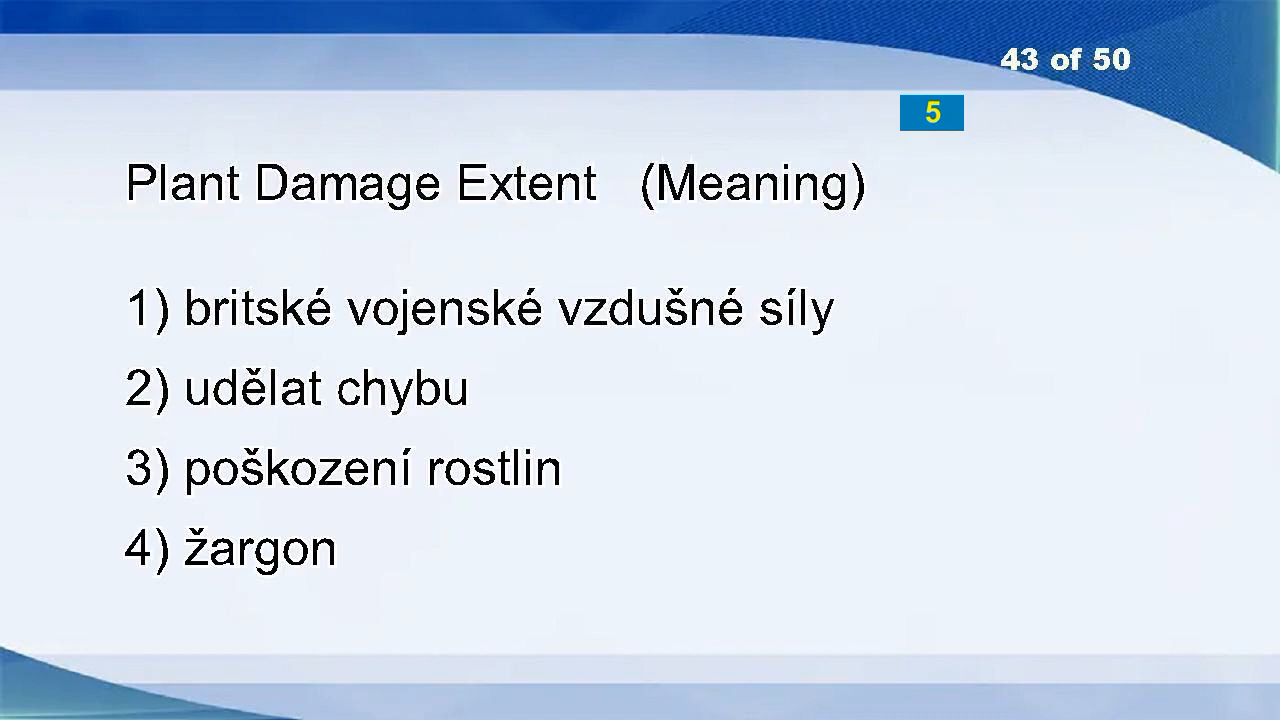 43 of 50
5
Plant Damage Extent (Meaning)
1) britské vojenské vzdušné síly
2) udělat chybu
3) poškození rostlin
4) žargon